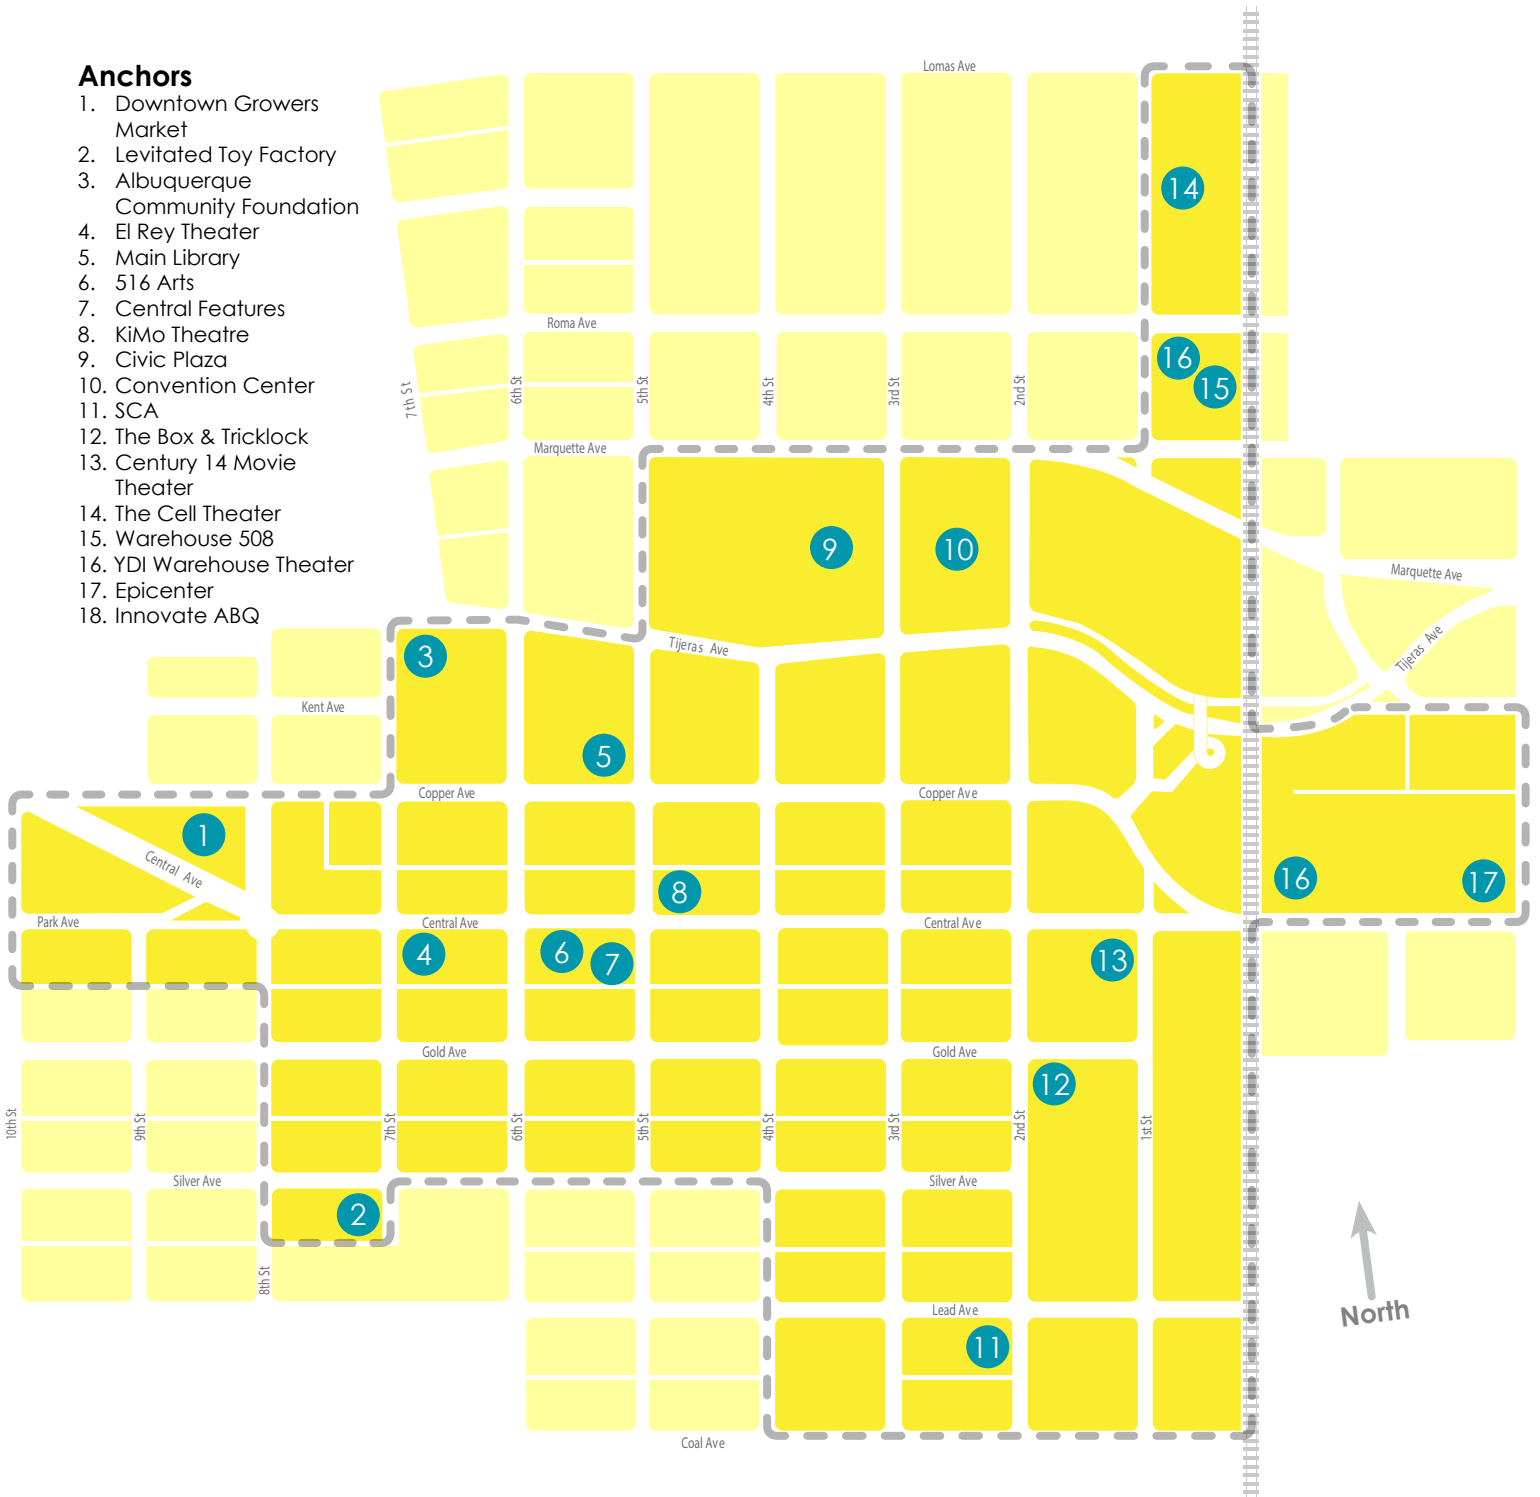 Anchors
1. Downtown Growers
Market
2. Levitated Toy Factory
3. Albuquerque
Community Foundation
4. El Rey Theater
5. Main Library
6. 516 Arts
7. Central Features
8. KiMo Theatre
9. Civic Plaza
10. Convention Center
11. SCA
12. The Box & Tricklock
13. Century 14 Movie
Theater
14. The Cell Theater
15. Warehouse 508
16. YDI Warehouse Theater
17. Epicenter
18. Innovate ABQ
Lomas Ave
14
Roma Ave
16
15
7th St
6th St
5th St
4th St
3rd St
2nd St
Marquette Ave
9
10
Marquette Ave
Tijeras Ave
Tijeras Ave
3
Kent Ave
5
Copper Ave
Copper Ave
1
Central Ave
8
16
17
Park Ave
Central Ave
Central Ave
4
6
7
13
Gold Ave
Gold Ave
12
10th St
9th St
7th St
6th St
5th St
4th St
3rd St
2nd St
1st St
Silver Ave
Silver Ave
2
8th St
Lead Ave
North
11
Coal Ave